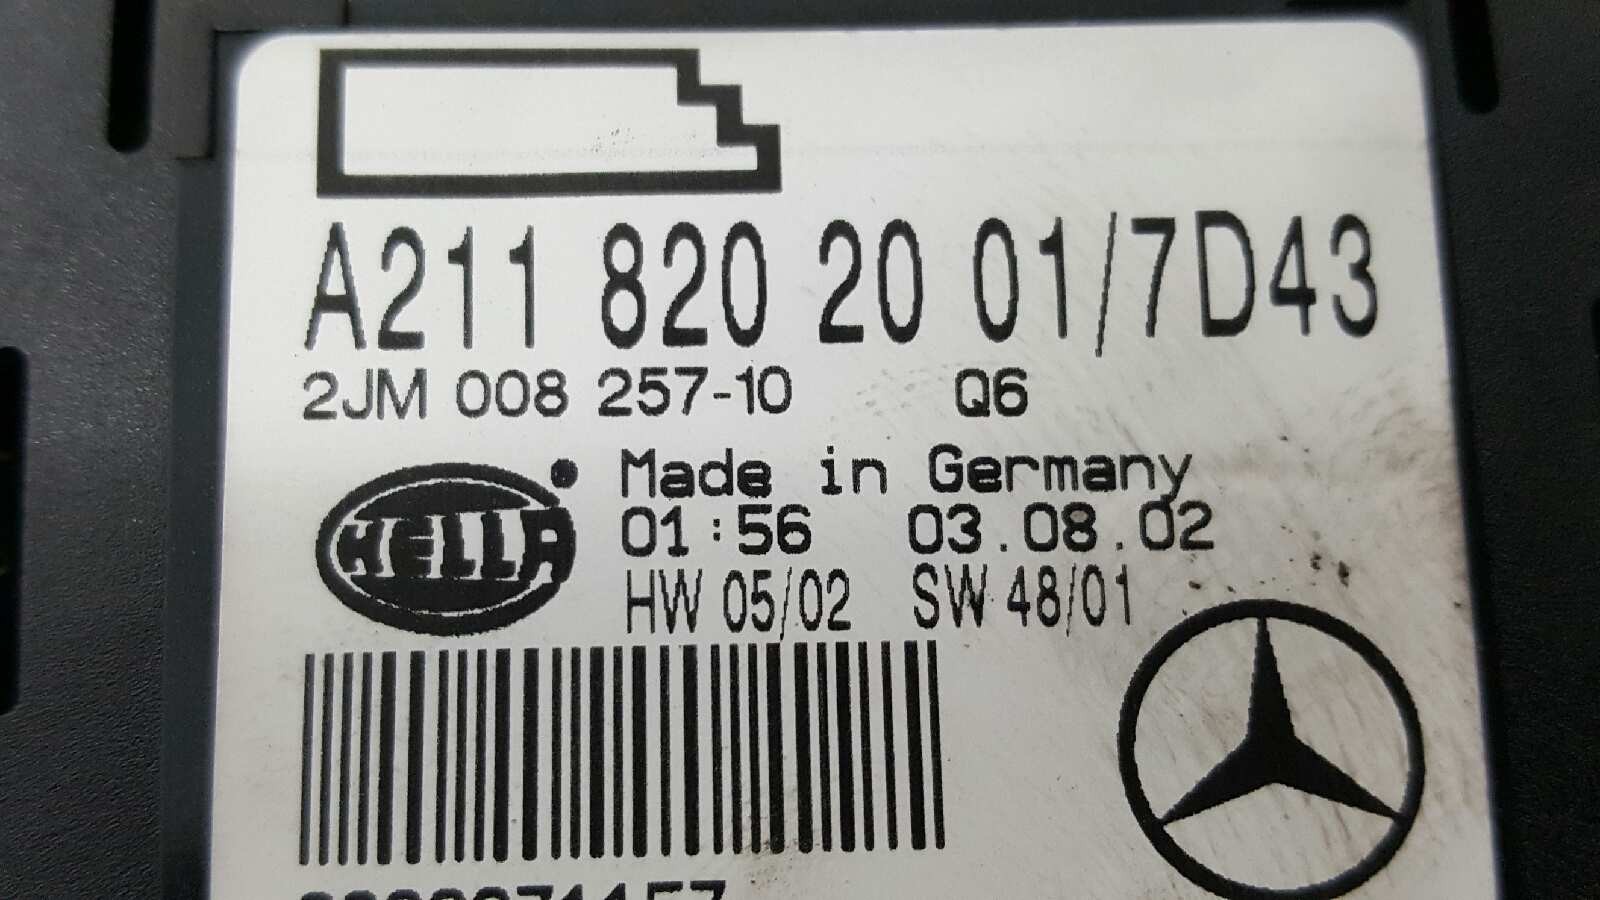 A211 820 20 01/7D43
2JM 008 257-10 Q6
HELLA
Made in Germany
01:56 03.08.02
HW 05/02 SW 48/01